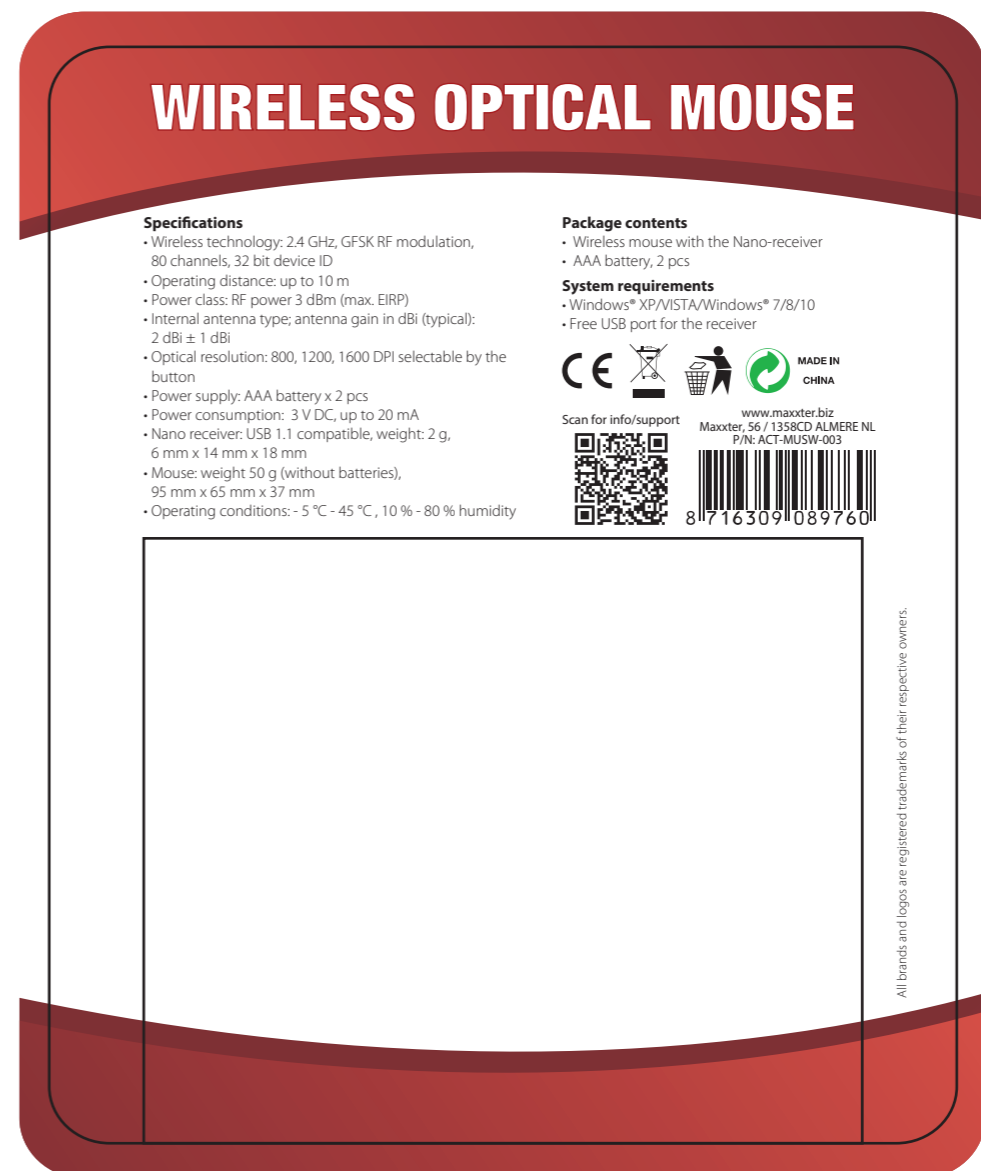 WIRELESS OPTICAL MOUSE
Specifications
• Wireless technology: 2.4 GHz, GFSK RF modulation,
80 channels, 32 bit device ID
• Operating distance: up to 10 m
• Power class: RF power 3 dBm (max. EIRP)
• Internal antenna type; antenna gain in dBi (typical):
2 dBi ± 1 dBi
• Optical resolution: 800, 1200, 1600 DPI selectable by the
button
• Power supply: AAA battery x 2 pcs
• Power consumption:  3 V DC, up to 20 mA
• Nano receiver: USB 1.1 compatible, weight: 2 g,
6 mm x 14 mm x 18 mm
• Mouse: weight 50 g (without batteries),
95 mm x 65 mm x 37 mm
• Operating conditions: - 5 °C - 45 °C , 10 % - 80 % humidity
Package contents
• Wireless mouse with the Nano-receiver
• AAA battery, 2 pcs
System requirements
• Windows® XP/VISTA/Windows® 7/8/10
• Free USB port for the receiver
CE
MADE IN
CHINA
Scan for info/support
www.maxxter.biz
Maxxter, 56 / 1358CD ALMERE NL
P/N: ACT-MUSW-003
8 716309 089760
All brands and logos are registered trademarks of their respective owners.